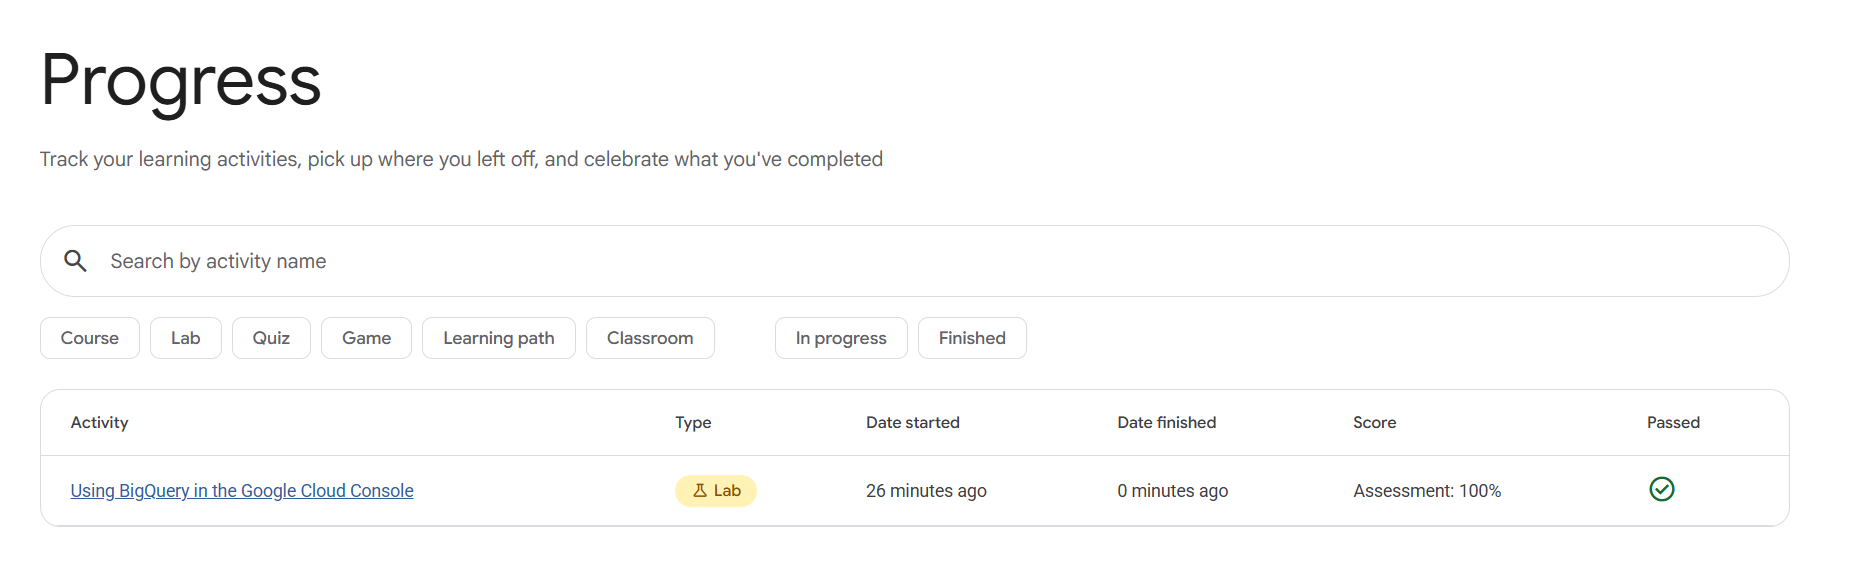 Progress
Track your learning activities, pick up where you left off, and celebrate what you've completed
Search by activity name
Course Lab Quiz Game Learning path Classroom In progress Finished
Activity Type Date started Date finished Score Passed
Using BigQuery in the Google Cloud Console Lab 26 minutes ago 0 minutes ago Assessment: 100%